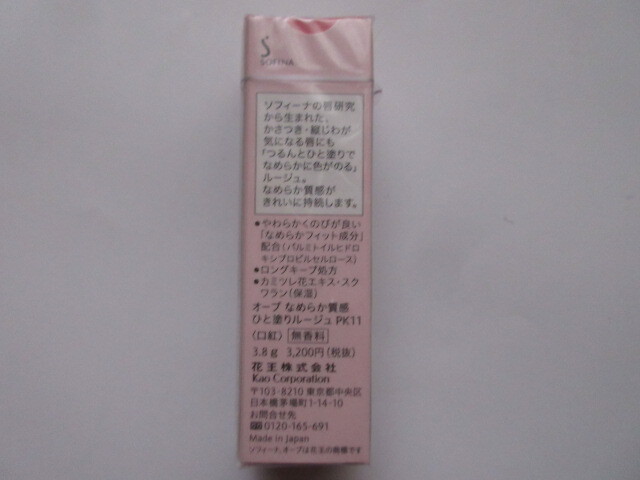 SOFINA
ソフィーナの唇研究
から生まれた、
かさつき・縦じわが
気になる唇にも
「つるんとひと塗りで
なめらかに色がのる」
ルージュ。
なめらか質感が
きれいに持続します。
●やわらかくのびが良い
「なめらかフィット成分」
配合(パルミトイルヒドロ
キシプロピルセルロース)
●ロングキープ処方
●カミツレ花エキス・スク
ワラン(保湿)
オーブ なめらか質感
ひと塗りルージュ PK11
〈口紅〉 無香料
3.8g 3,200円(税抜)
花王株式会社
Kao Corporation
〒103-8210 東京都中央区
日本橋茅場町1-14-10
お問合せ先
0120-165-691
Made in Japan
ソフィーナ、オーブは花王の商標です